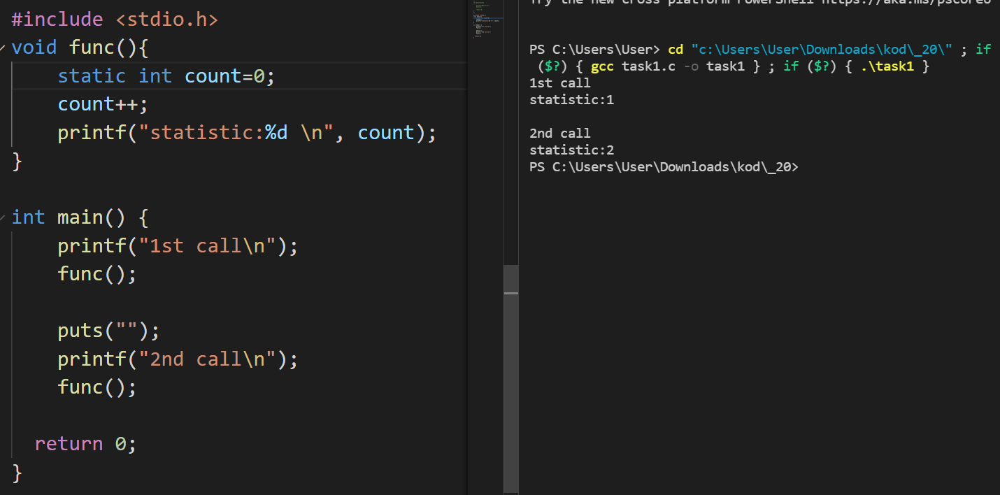 #include <stdio.h>
void func(){
static int count=0;
count++;
printf("statistic:%d \n", count);
}
int main() {
printf("1st call\n");
func();
puts("");
printf("2nd call\n");
func();
return 0;
}
Try the new cross-platform PowerShell https://aka.ms/pscore6
PS C:\Users\User> cd "c:\Users\User\Downloads\kod\_20\" ; if
($?) { gcc task1.c -o task1 } ; if ($?) { .\task1 }
1st call
statistic:1
2nd call
statistic:2
PS C:\Users\User\Downloads\kod\_20>